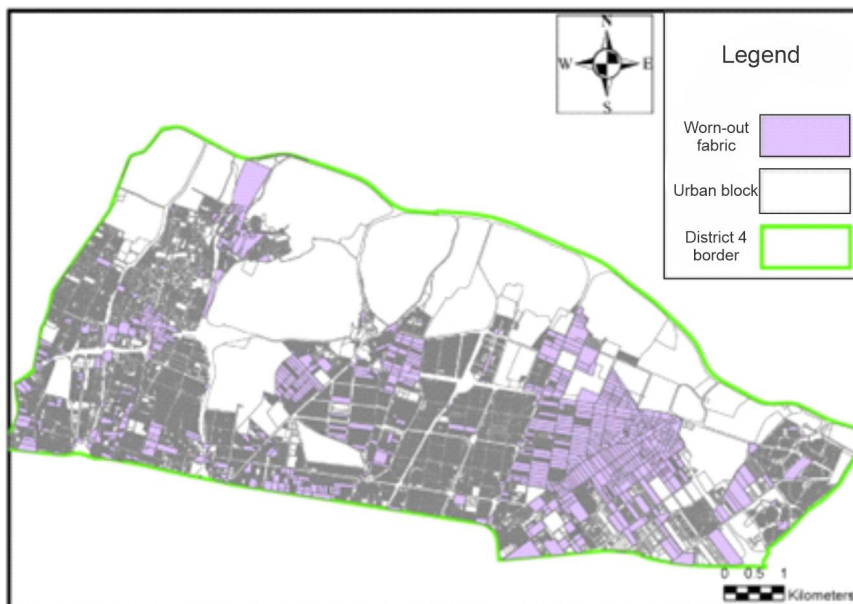 N
W E
S
Legend
Worn-out
fabric
Urban block
District 4
border
0 0.5 1
Kilometers